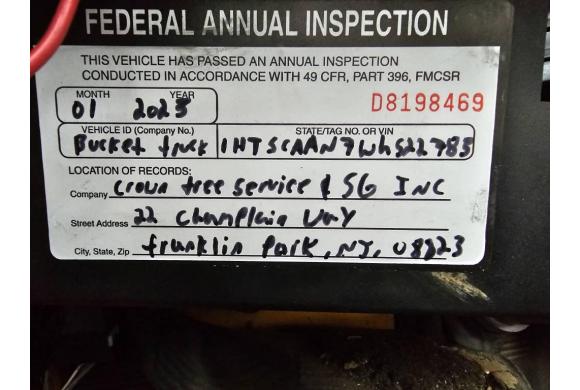 FEDERAL ANNUAL INSPECTION
THIS VEHICLE HAS PASSED AN ANNUAL INSPECTION
CONDUCTED IN ACCORDANCE WITH 49 CFR, PART 396, FMCSR
MONTH YEAR
01 2023 D8198469
VEHICLE ID (Company No.) STATE/TAG NO. OR VIN
Bucket truck 1HTSCAAN7Wh522785
LOCATION OF RECORDS:
Company Crown tree Service & SG INC
Street Address 22 Champlain Way
City, State, Zip franklin Park, NJ, 08823